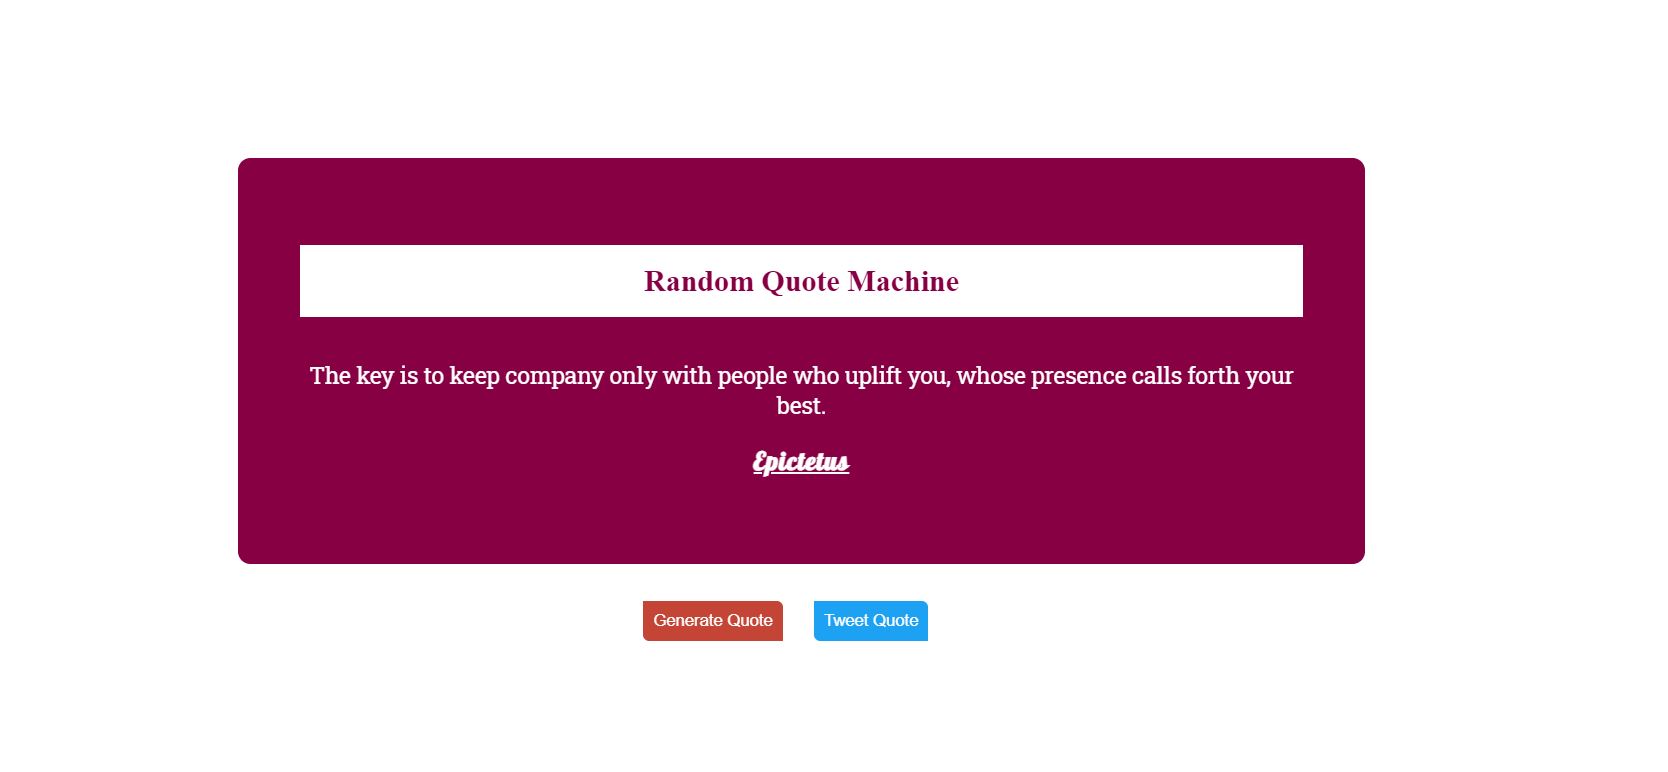 Random Quote Machine
The key is to keep company only with people who uplift you, whose presence calls forth your
best.
Epictetus
Generate Quote
Tweet Quote